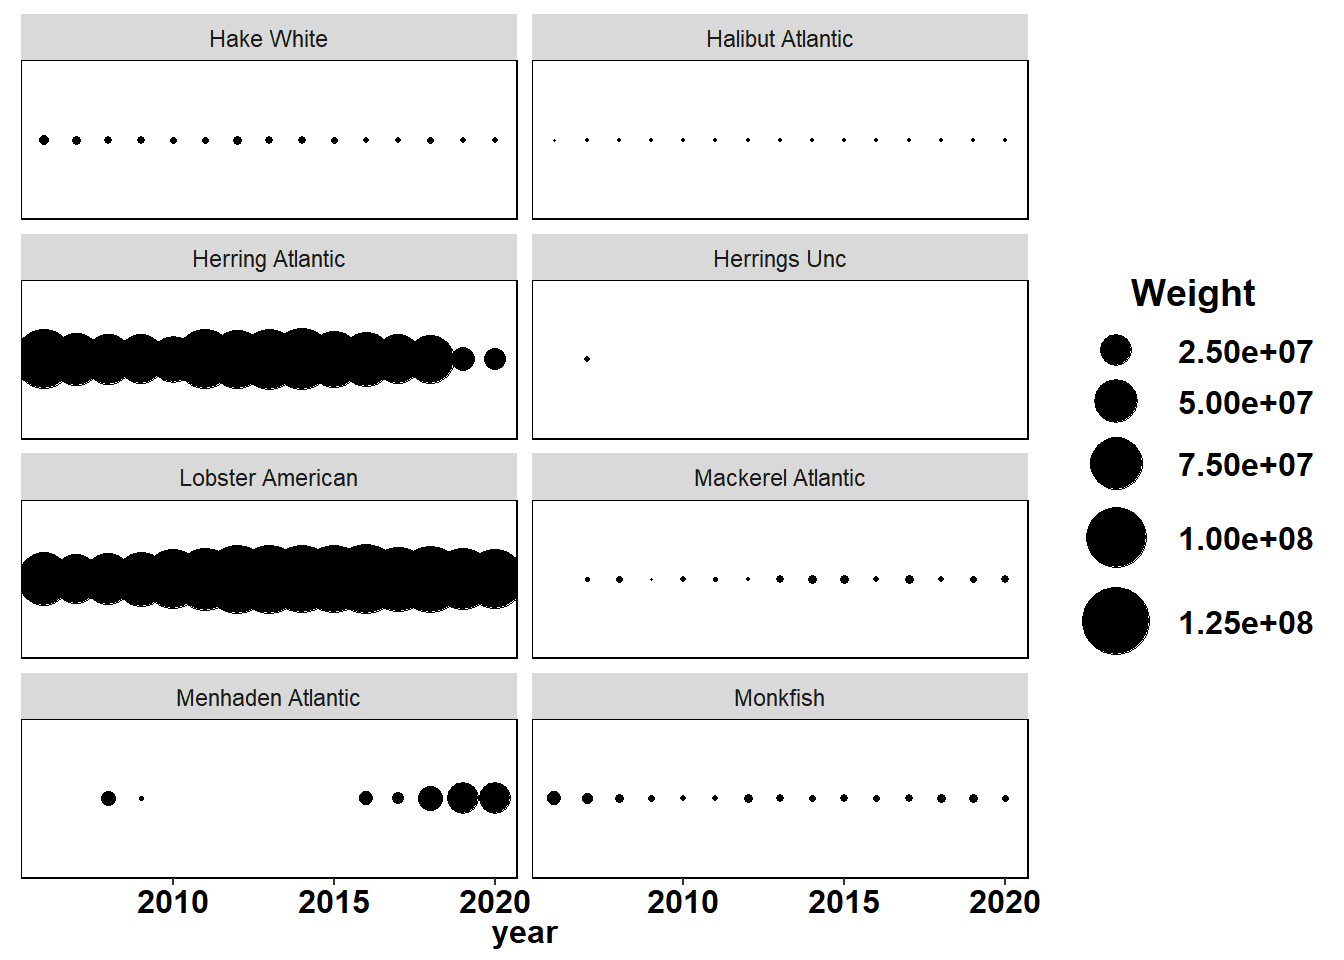 Hake White
Halibut Atlantic
Herring Atlantic
Herrings Unc
Lobster American
Mackerel Atlantic
Menhaden Atlantic
Monkfish
2010 2015 2020
2010 2015 2020
year
Weight
2.50e+07
5.00e+07
7.50e+07
1.00e+08
1.25e+08